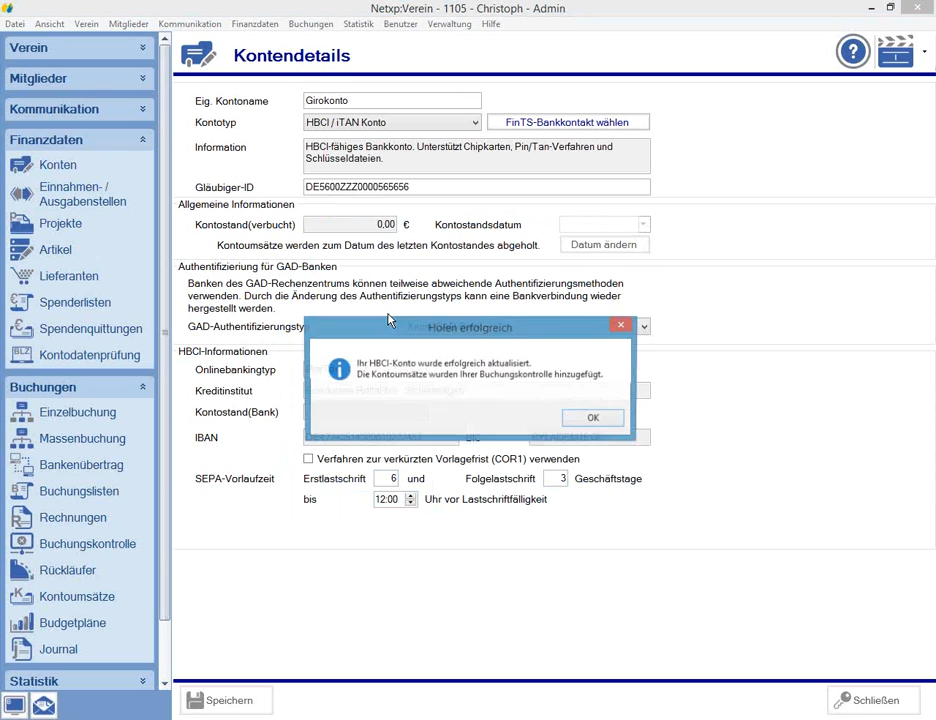 Netxp:Verein - 1105 - Christoph - Admin
Datei Ansicht Verein Mitglieder Kommunikation Finanzdaten Buchungen Statistik Benutzer Verwaltung Hilfe
Verein
Mitglieder
Kommunikation
Finanzdaten
Konten
Einnahmen- /
Ausgabenstellen
Projekte
Artikel
Lieferanten
Spenderlisten
Spendenquittungen
BLZ
Kontodatenprüfung
Buchungen
Einzelbuchung
Massenbuchung
Bankenübertrag
Buchungslisten
Rechnungen
Buchungskontrolle
Rückläufer
Kontoumsätze
Budgetpläne
Journal
Statistik
Kontendetails
Eig. Kontoname Girokonto
Kontotyp HBCI / iTAN Konto FinTS-Bankkontakt wählen
Information HBCI-fähiges Bankkonto. Unterstützt Chipkarten, Pin/Tan-Verfahren und
Schlüsseldateien.
Gläubiger-ID DE5600ZZZ0000565656
Allgemeine Informationen
Kontostand(verbucht) 0,00 € Kontostandsdatum
Kontoumsätze werden zum Datum des letzten Kontostandes abgeholt. Datum ändern
Authentifizierung für GAD-Banken
Banken des GAD-Rechenzentrums können teilweise abweichende Authentifizierungsmethoden
verwenden. Durch die Änderung des Authentifizierungstyps kann eine Bankverbindung wieder
hergestellt werden.
GAD-Authentifizierungsty
Holen erfolgreich
Ihr HBCI-Konto wurde erfolgreich aktualisiert.
Die Kontoumsätze wurden Ihrer Buchungskontrolle hinzugefügt.
OK
HBCI-Informationen
Onlinebankingtyp
Kreditinstitut
Kontostand(Bank)
IBAN
Verfahren zur verkürzten Vorlagefrist (COR1) verwenden
SEPA-Vorlaufzeit Erstlastschrift 6 und Folgelastschrift 3 Geschäftstage
bis 12:00 Uhr vor Lastschriftfälligkeit
Speichern Schließen